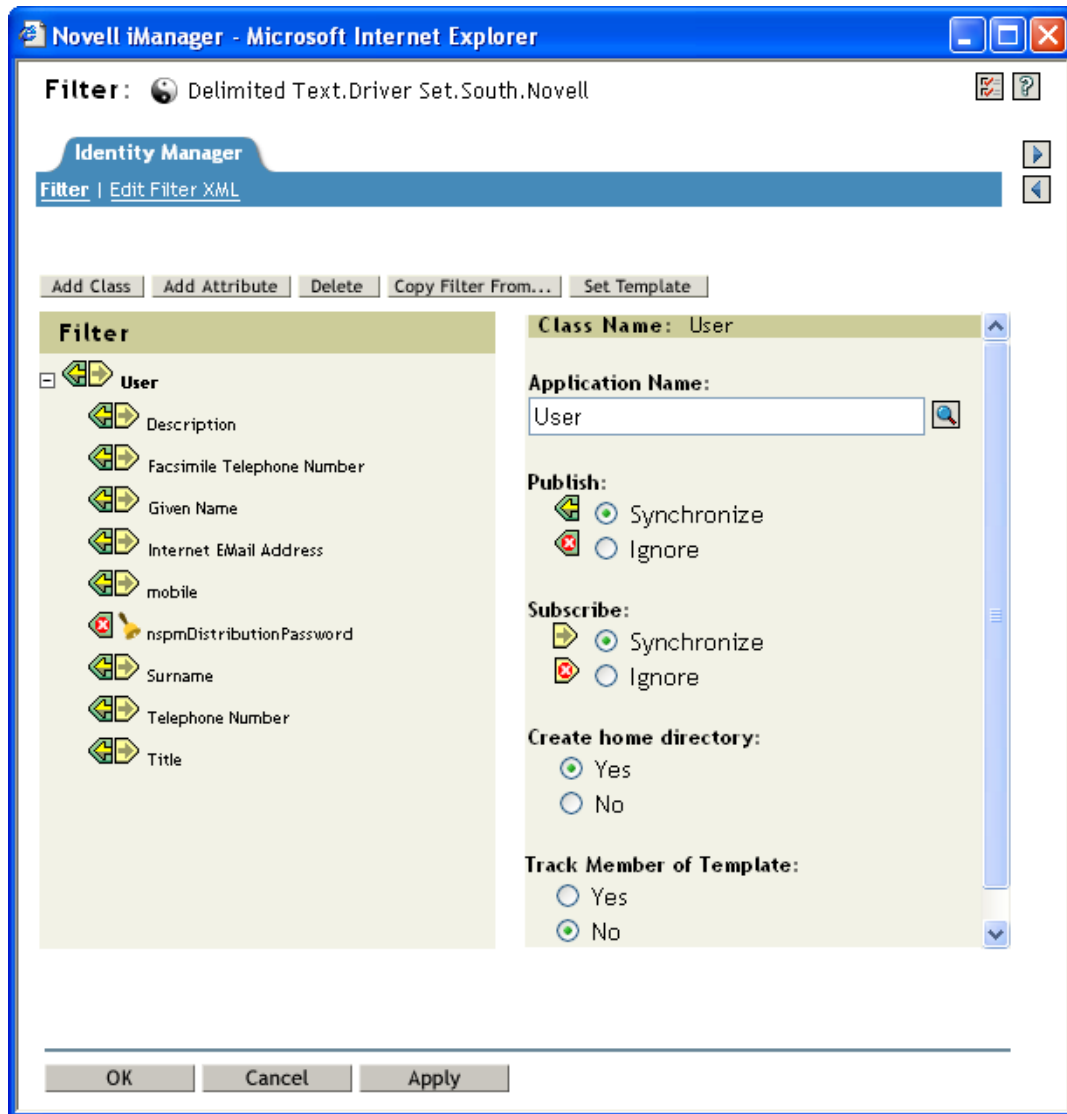 Novell iManager - Microsoft Internet Explorer
Filter: Delimited Text.Driver Set.South.Novell
Identity Manager
Filter | Edit Filter XML
Add Class Add Attribute Delete Copy Filter From... Set Template
Filter
User
Description
Facsimile Telephone Number
Given Name
Internet EMail Address
mobile
nspmDistributionPassword
Surname
Telephone Number
Title
Class Name: User
Application Name:
User
Publish:
Synchronize
Ignore
Subscribe:
Synchronize
Ignore
Create home directory:
Yes
No
Track Member of Template:
Yes
No
OK Cancel Apply